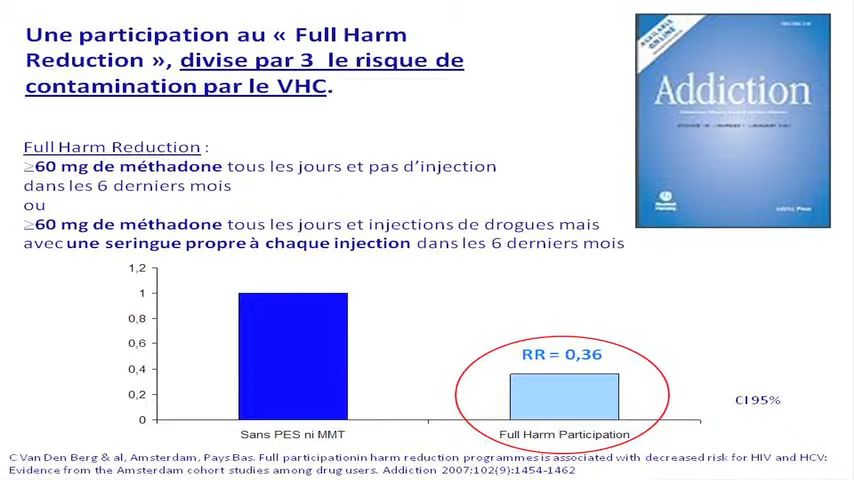 Une participation au « Full Harm
Reduction », divise par 3 le risque de
contamination par le VHC.
AVAILABLE
ONLINE
Addiction
Full Harm Reduction :
≥60 mg de méthadone tous les jours et pas d’injection
dans les 6 derniers mois
ou
≥60 mg de méthadone tous les jours et injections de drogues mais
avec une seringue propre à chaque injection dans les 6 derniers mois
1,2
1
0,8
0,6
0,4
0,2
0
RR = 0,36
CI 95%
Sans PES ni MMT
Full Harm Participation
C Van Den Berg & al, Amsterdam, Pays Bas. Full participationin harm reduction programmes is associated with decreased risk for HIV and HCV:
Evidence from the Amsterdam cohort studies among drug users. Addiction 2007;102(9):1454-1462